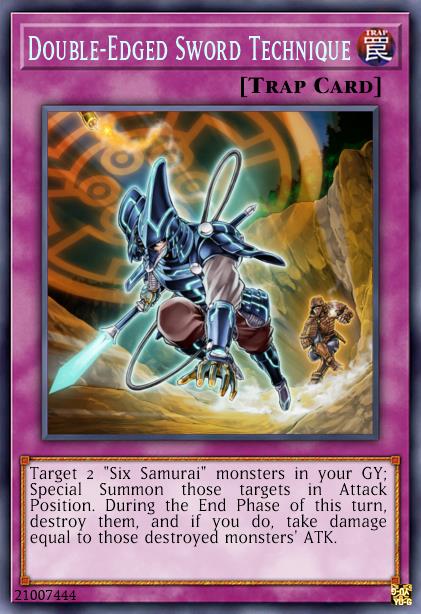 Double-Edged Sword Technique
TRAP
罠
[Trap Card]
Target 2 "Six Samurai" monsters in your GY;
Special Summon those targets in Attack
Position. During the End Phase of this turn,
destroy them, and if you do, take damage
equal to those destroyed monsters' ATK.
21007444